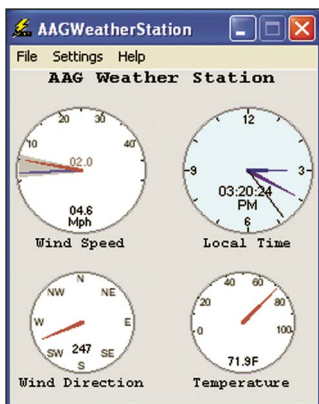 AAGWeatherStation
File Settings Help
AAG Weather Station
20 30
10 40
02.0
04.6
Mph
Wind Speed
12
9 3
03:20:24
PM
6
Local Time
N
NW NE
W E
SW 247 SE
S
Wind Direction
40 60
20 80
0 100
71.9F
Temperature